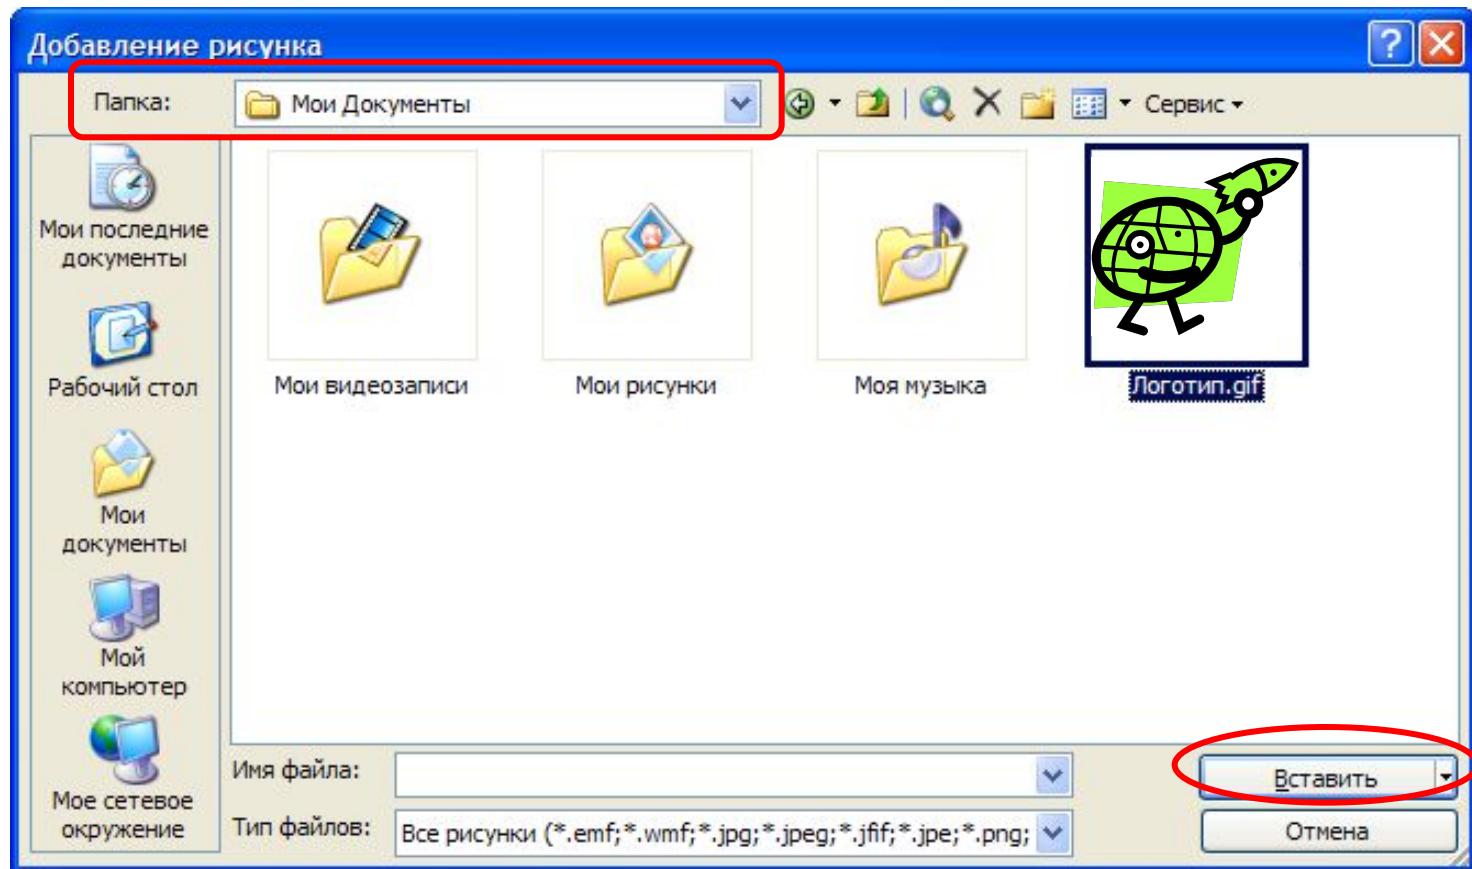 Добавление рисунка
Папка:
Мои Документы
Сервис
Мои последние
документы
Рабочий стол
Мои
документы
Мой
компьютер
Мое сетевое
окружение
Мои видеозаписи
Мои рисунки
Моя музыка
Логотип.gif
Имя файла:
Вставить
Тип файлов:
Все рисунки (*.emf;*.wmf;*.jpg;*.jpeg;*.jfif;*.jpe;*.png;
Отмена